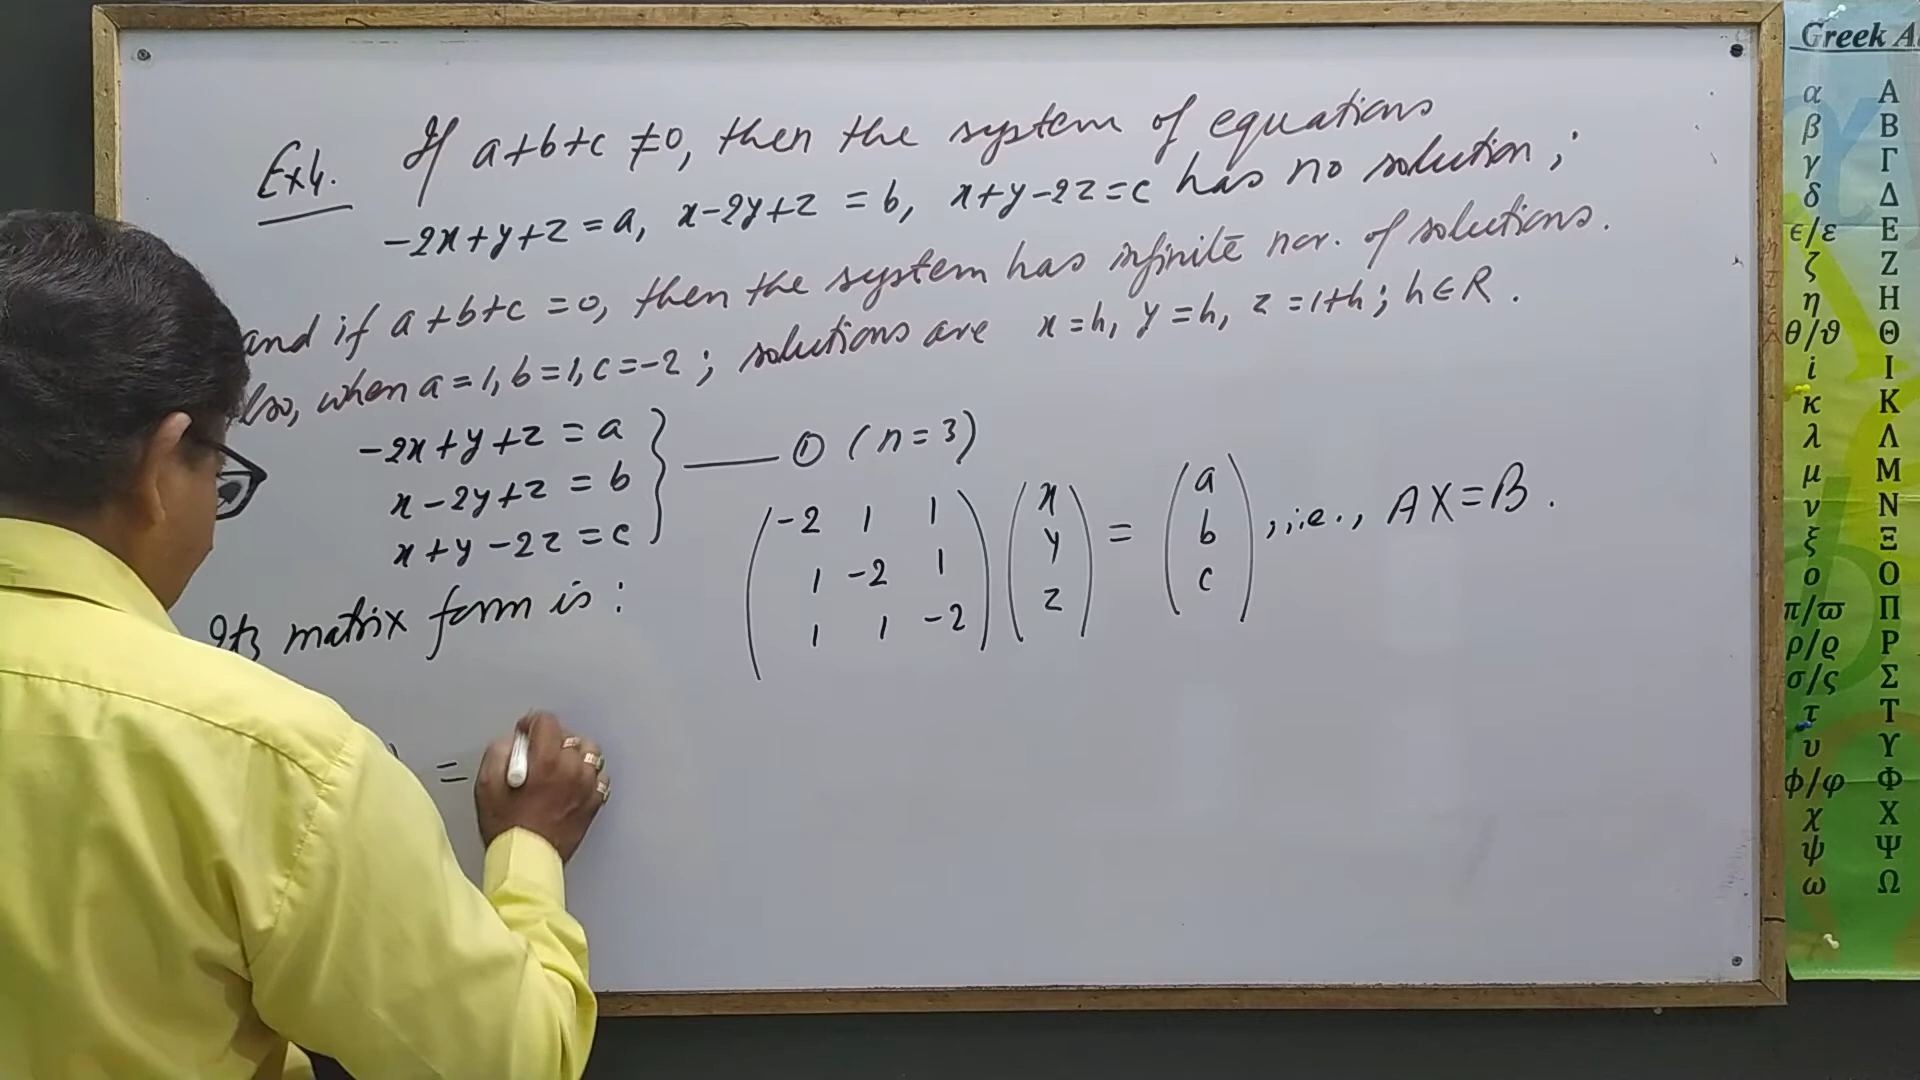 Ex4. If a+b+c ≠0, then the system of equations
-2x+y+z = a, x-2y+z = b, x+y-2z=c has no solution;
and if a+b+c =0, then the system has infinite nor. of solutions.
when a=1, b=1, c=-2; solutions are x=h, y=h, z=1+h; h∈R.
-2x+y+z = a
x-2y+z = b
x+y-2z=c
① (n=3)
Its matrix form is:
-2 1 1
1 -2 1
1 1 -2
x
y
z
=
a
b
c
, i.e., AX=B.
=
Greek A
α A
β B
γ Γ
δ Δ
ϵ/ε E
ζ Z
η H
θ/ϑ Θ
i I
κ K
λ Λ
μ M
ν N
ξ Ξ
o O
π/ϖ Π
ρ/ϱ P
σ/ς Σ
τ T
υ Υ
ϕ/φ Φ
χ X
ψ Ψ
ω Ω